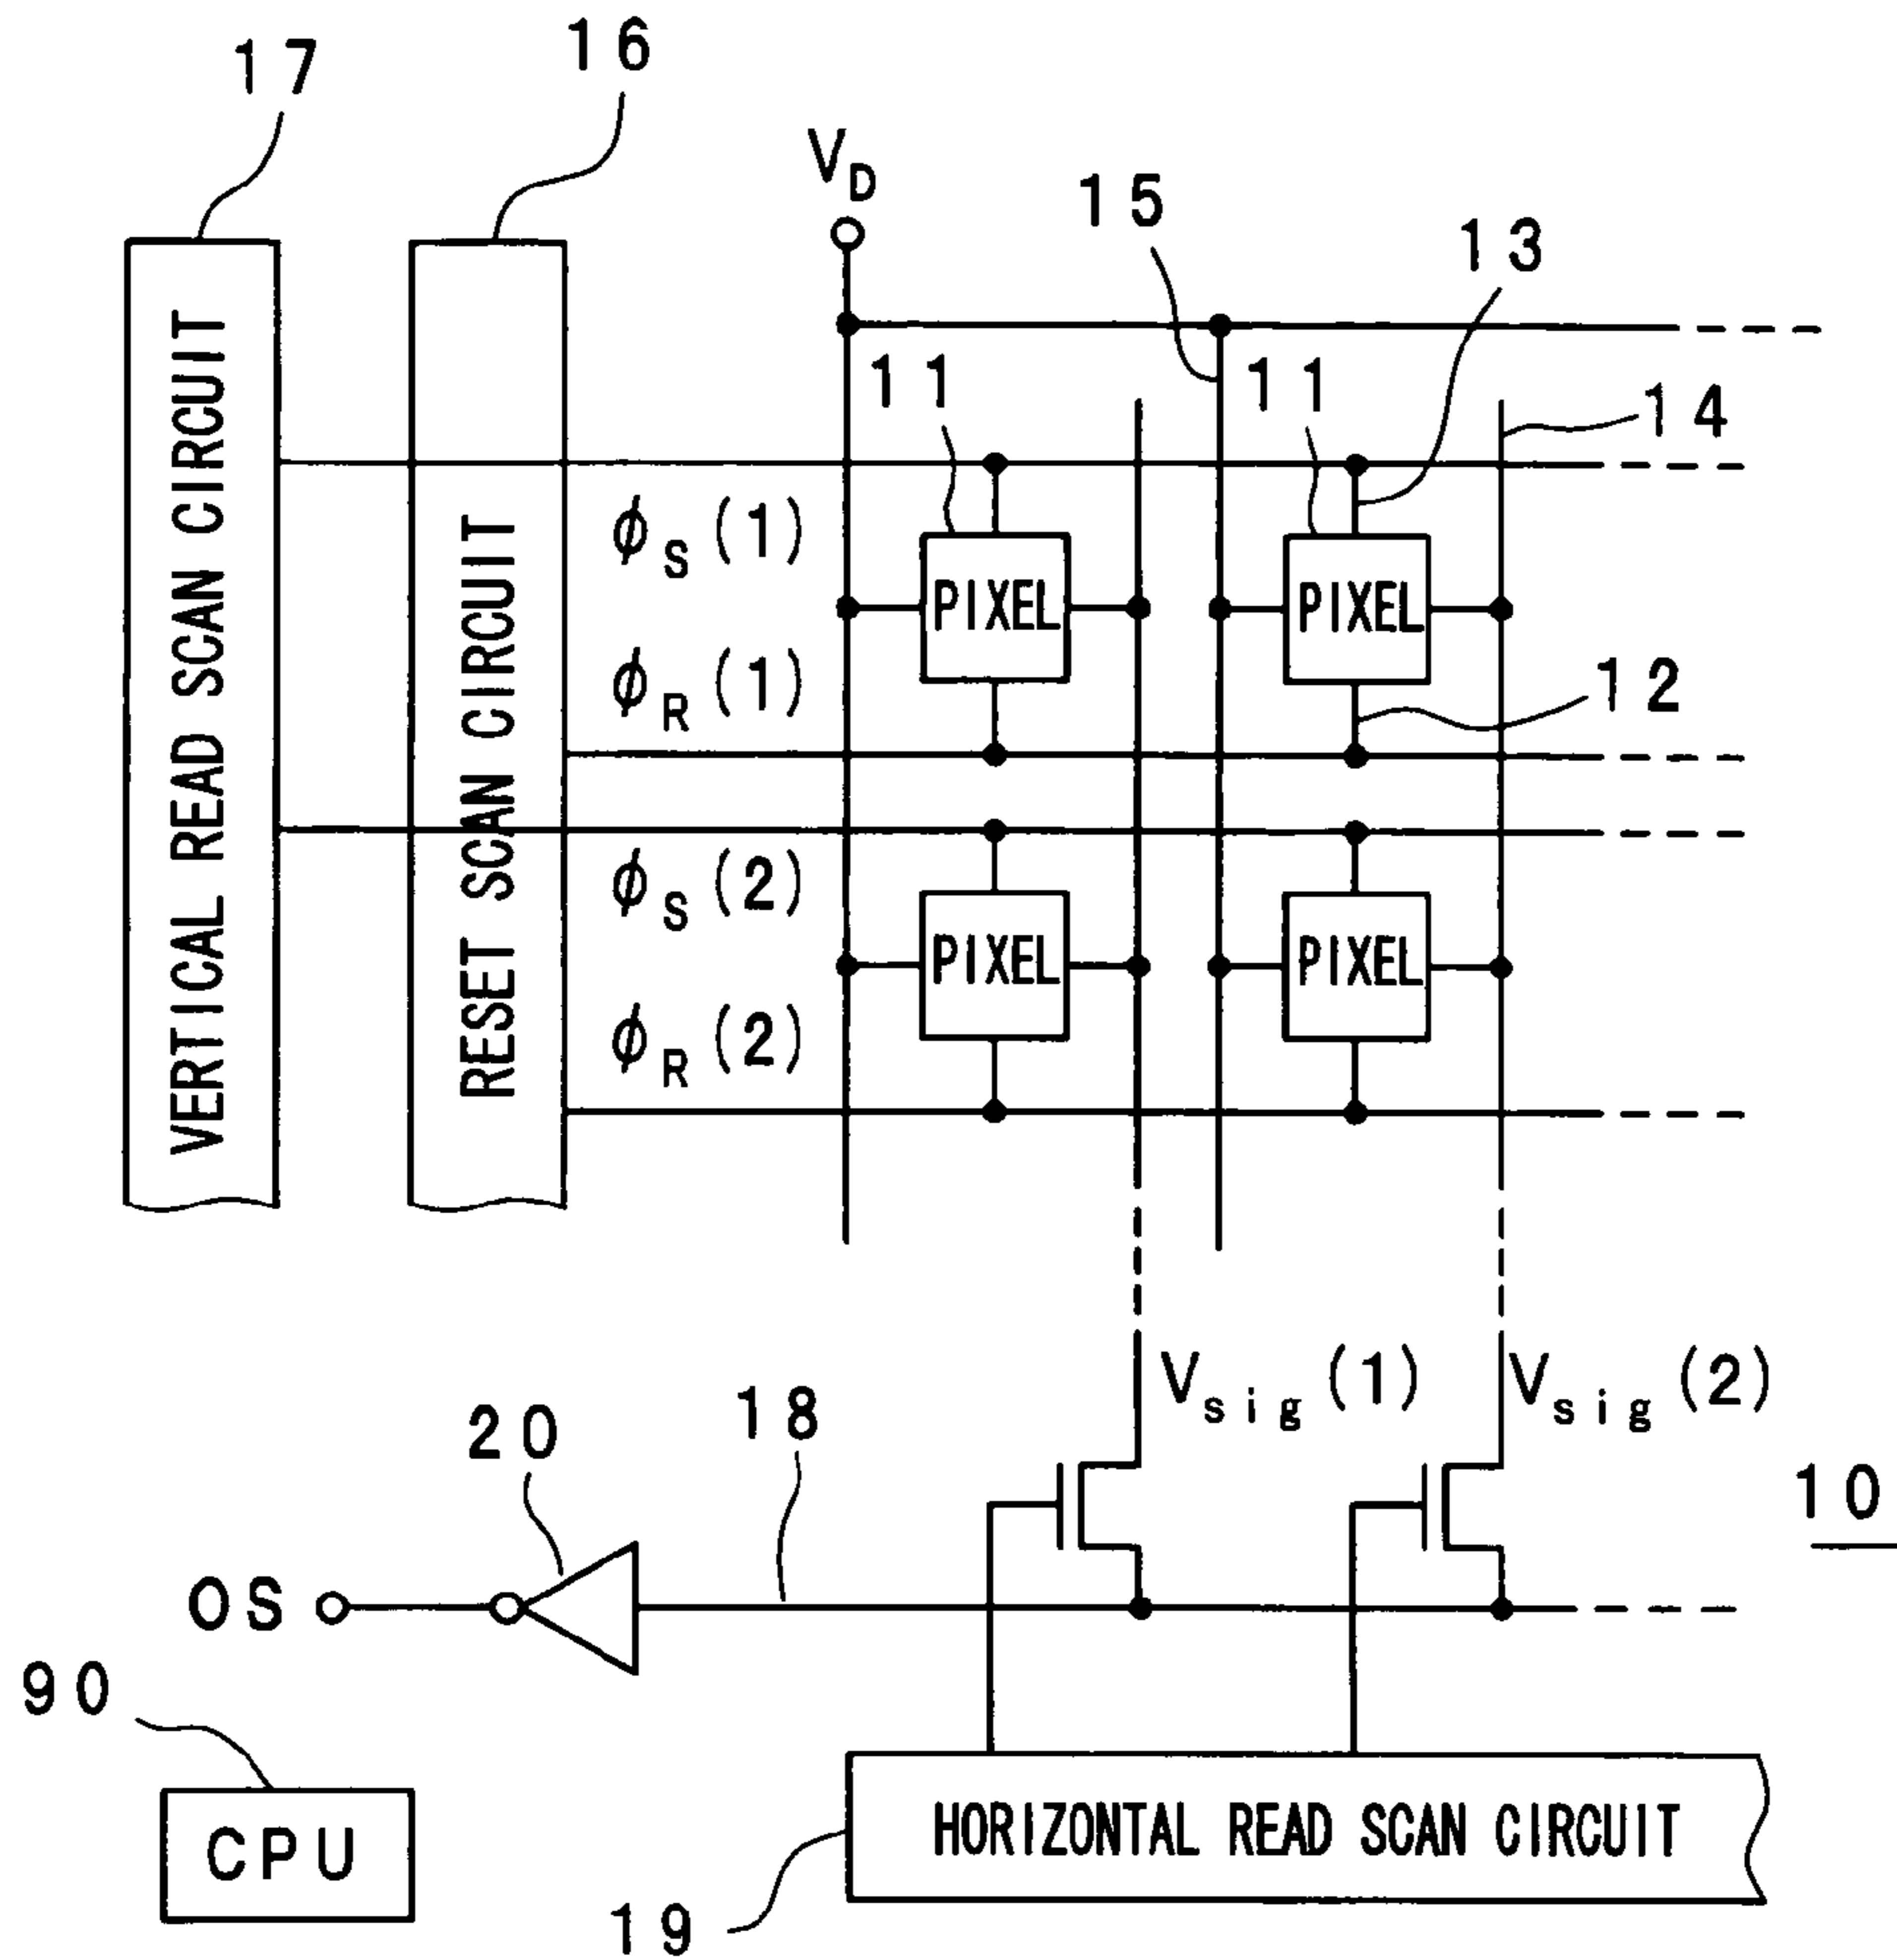 17
16
V_D
15
13
11
11
14
VERTICAL READ SCAN CIRCUIT
RESET SCAN CIRCUIT
ϕ_S (1)
PIXEL
PIXEL
ϕ_R (1)
12
ϕ_S (2)
PIXEL
PIXEL
ϕ_R (2)
V_sig (1)
V_sig (2)
20
18
10
OS
90
CPU
HORIZONTAL READ SCAN CIRCUIT
19